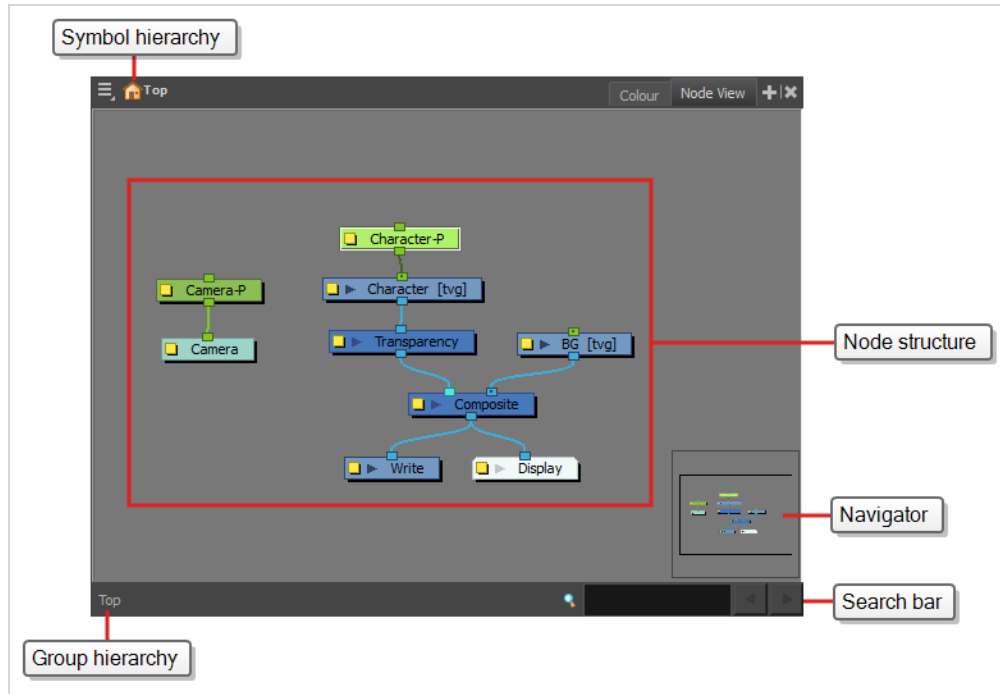 Symbol hierarchy
Top
Colour
Node View
Character-P
Camera-P
Character [tvg]
Camera
Transparency
BG [tvg]
Node structure
Composite
Write
Display
Navigator
Top
Search bar
Group hierarchy